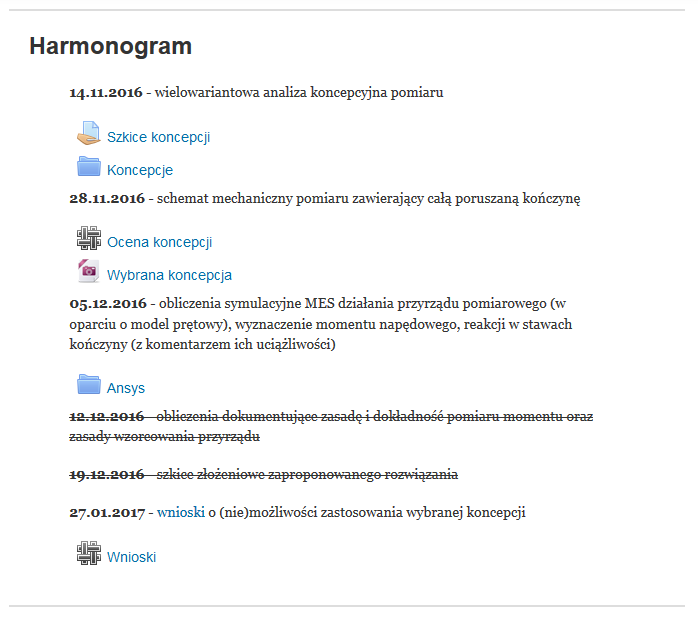 Harmonogram
14.11.2016 - wielowariantowa analiza koncepcyjna pomiaru
Szkice koncepcji
Koncepcje
28.11.2016 - schemat mechaniczny pomiaru zawierający całą poruszaną kończynę
Ocena koncepcji
Wybrana koncepcja
05.12.2016 - obliczenia symulacyjne MES działania przyrządu pomiarowego (w
oparciu o model prętowy), wyznaczenie momentu napędowego, reakcji w stawach
kończyny (z komentarzem ich uciążliwości)
Ansys
12.12.2016 - obliczenia dokumentujące zasadę i dokładność pomiaru momentu oraz
zasady wzorcowania przyrządu
19.12.2016 - szkice złożeniowe zaproponowanego rozwiązania
27.01.2017 - wnioski o (nie)możliwości zastosowania wybranej koncepcji
Wnioski